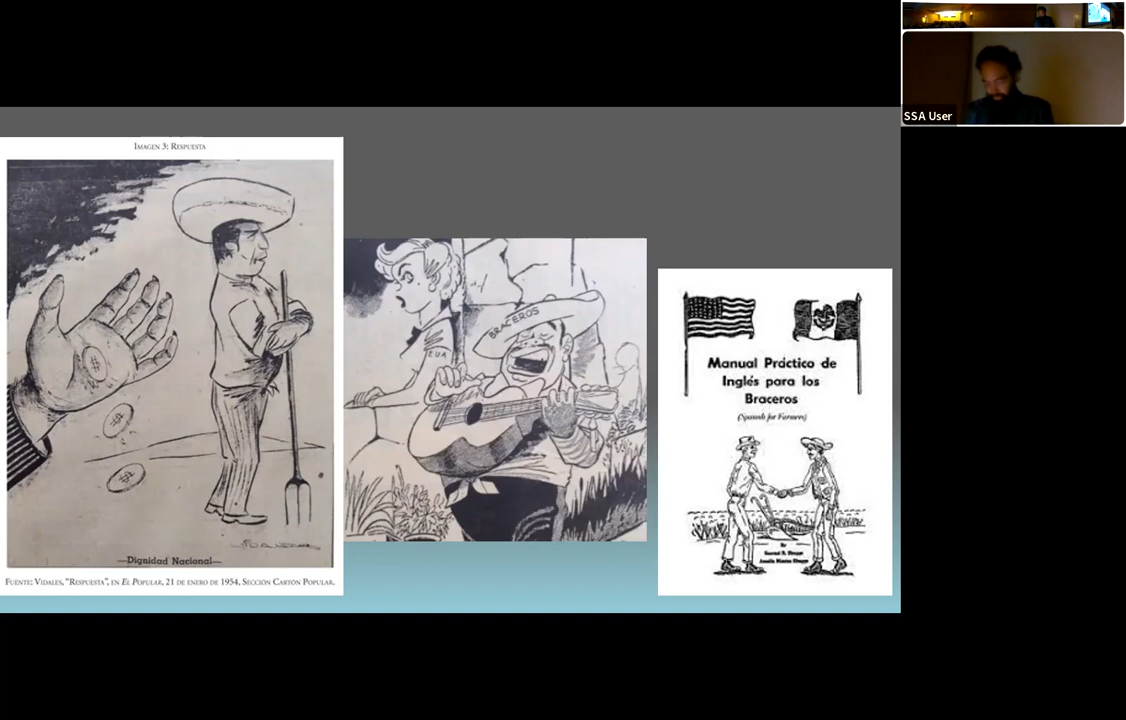 SSA User
IMAGEN 3: RESPUESTA
—Dignidad Nacional—
FUENTE: VIDALES, "RESPUESTA", EN EL POPULAR, 21 DE ENERO DE 1954, SECCIÓN CARTÓN POPULAR.
BRACEROS
EUA
Manual Práctico de
Inglés para los
Braceros
(Spanish for Farmers)
By